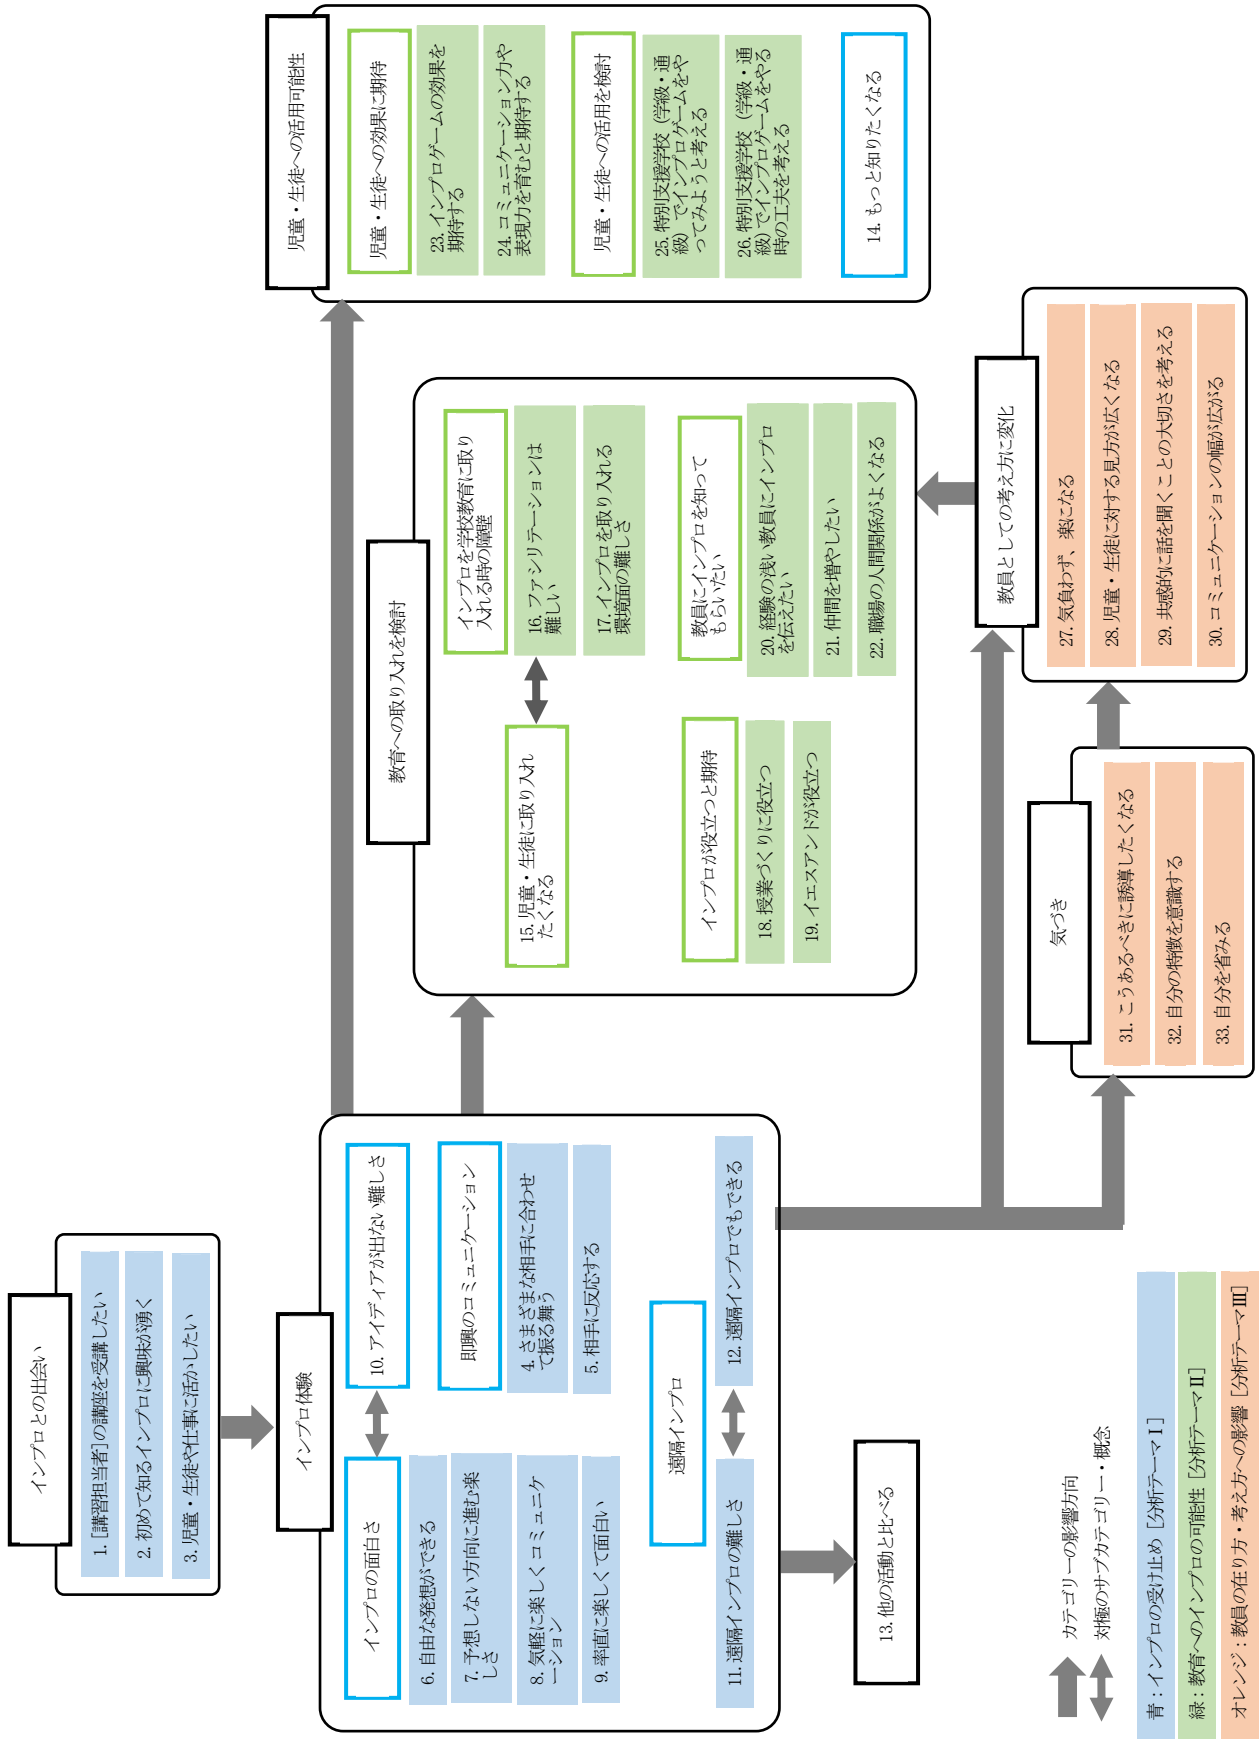 インプロとの出会い
1. [講習担当者]の講座を受講したい
2. 初めて知るインプロに興味が湧く
3. 児童・生徒や仕事に活かしたい
インプロ体験
インプロの面白さ
6. 自由な発想ができる
7. 予想しない方向に進む楽
しさ
8. 気軽に楽しくコミュニケ
ーション
9. 率直に楽しくて面白い
10. アイディアが出ない難しさ
即興のコミュニケーション
4. さまざまな相手に合わせ
て振る舞う
5. 相手に反応する
遠隔インプロ
11. 遠隔インプロの難しさ
12. 遠隔インプロでもできる
13. 他の活動と比べる
教育への取り入れを検討
15. 児童・生徒に取り入れ
たくなる
インプロを学校教育に取り
入れる時の障壁
16. ファシリテーションは
難しい
17. インプロを取り入れる
環境面の難しさ
インプロが役立つと期待
18. 授業づくりに役立つ
19. イエスアンドが役立つ
教員にインプロを知って
もらいたい
20. 経験の浅い教員にインプロ
を伝えたい
21. 仲間を増やしたい
22. 職場の人間関係がよくなる
児童・生徒への活用可能性
児童・生徒への効果に期待
23. インプロゲームの効果を
期待する
24. コミュニケーション力や
表現力を育むと期待する
児童・生徒への活用を検討
25. 特別支援学校（学級・通
級）でインプロゲームをや
ってみようと考える
26. 特別支援学校（学級・通
級）でインプロゲームをやる
時の工夫を考える
14. もっと知りたくなる
気づき
31. こうあるべきに誘導したくなる
32. 自分の特徴を意識する
33. 自分を省みる
教員としての考え方に変化
27. 気負わず、楽になる
28. 児童・生徒に対する見方が広くなる
29. 共感的に話を聞くことの大切さを考える
30. コミュニケーションの幅が広がる
カテゴリーの影響方向
対極のサブカテゴリー・概念
青：インプロの受け止め［分析テーマⅠ］
緑：教育へのインプロの可能性［分析テーマⅡ］
オレンジ：教員の在り方・考え方への影響［分析テーマⅢ］